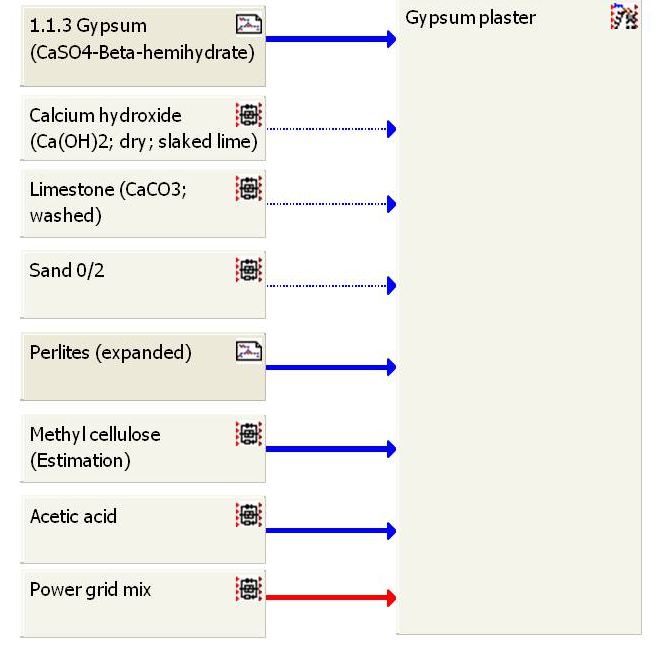 1.1.3 Gypsum
(CaSO4-Beta-hemihydrate)
Gypsum plaster
Calcium hydroxide
(Ca(OH)2; dry; slaked lime)
Limestone (CaCO3;
washed)
Sand 0/2
Perlites (expanded)
Methyl cellulose
(Estimation)
Acetic acid
Power grid mix